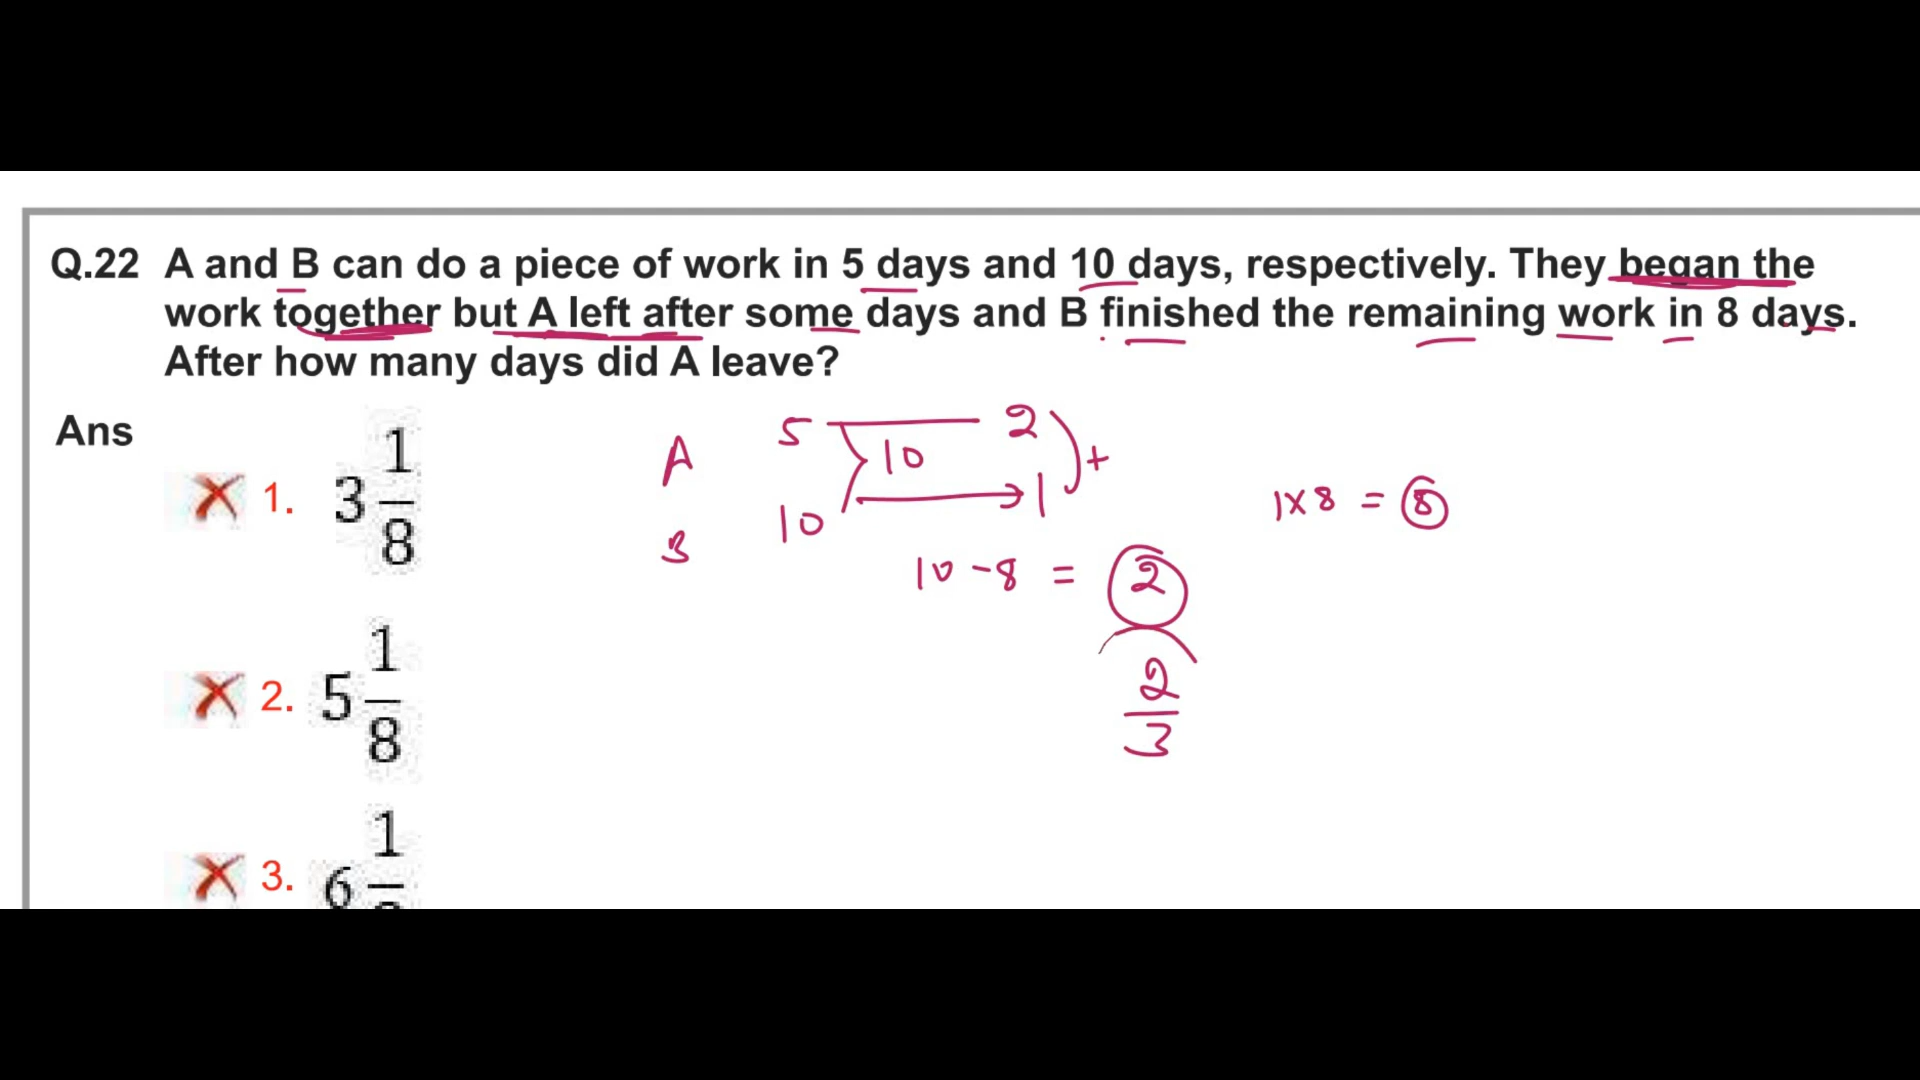 Q.22 A and B can do a piece of work in 5 days and 10 days, respectively. They began the
work together but A left after some days and B finished the remaining work in 8 days.
After how many days did A leave?
Ans
1. 3 1/8
2. 5 1/8
3. 6 1
A 5 10 2 +
B 10 1
1 x 8 = 8
10 - 8 = 2
2/3